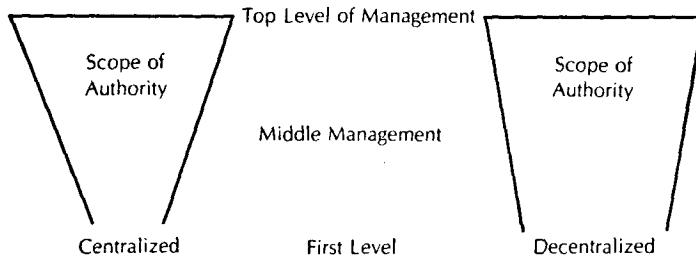 Top Level of Management
Scope of
Authority
Scope of
Authority
Middle Management
Centralized
First Level
Decentralized